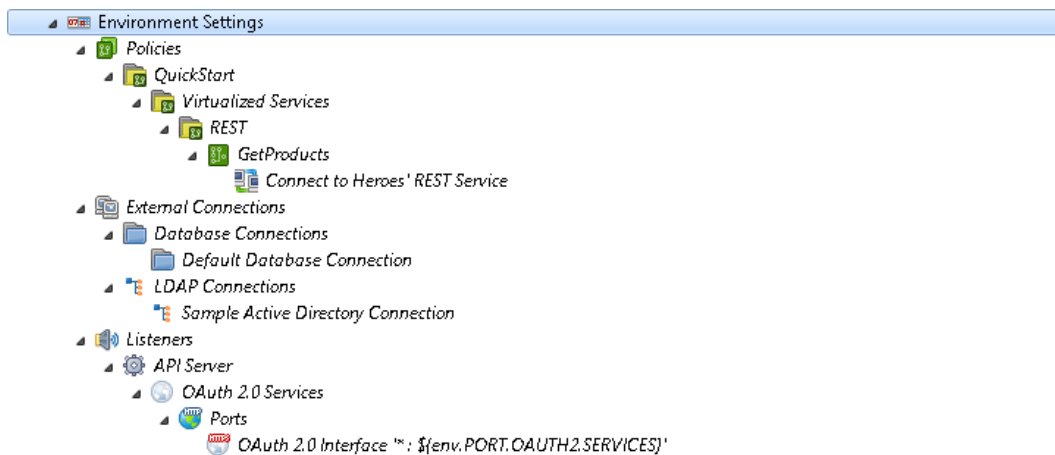 Environment Settings
Policies
QuickStart
Virtualized Services
REST
GetProducts
Connect to Heroes' REST Service
External Connections
Database Connections
Default Database Connection
LDAP Connections
Sample Active Directory Connection
Listeners
API Server
OAuth 2.0 Services
Ports
OAuth 2.0 Interface '* : ${env.PORT.OAUTH2.SERVICES}'